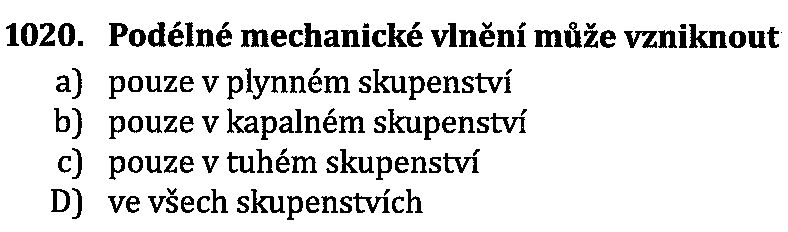 1020. Podélné mechanické vlnění může vzniknout
a) pouze v plynném skupenství
b) pouze v kapalném skupenství
c) pouze v tuhém skupenství
D) ve všech skupenstvích